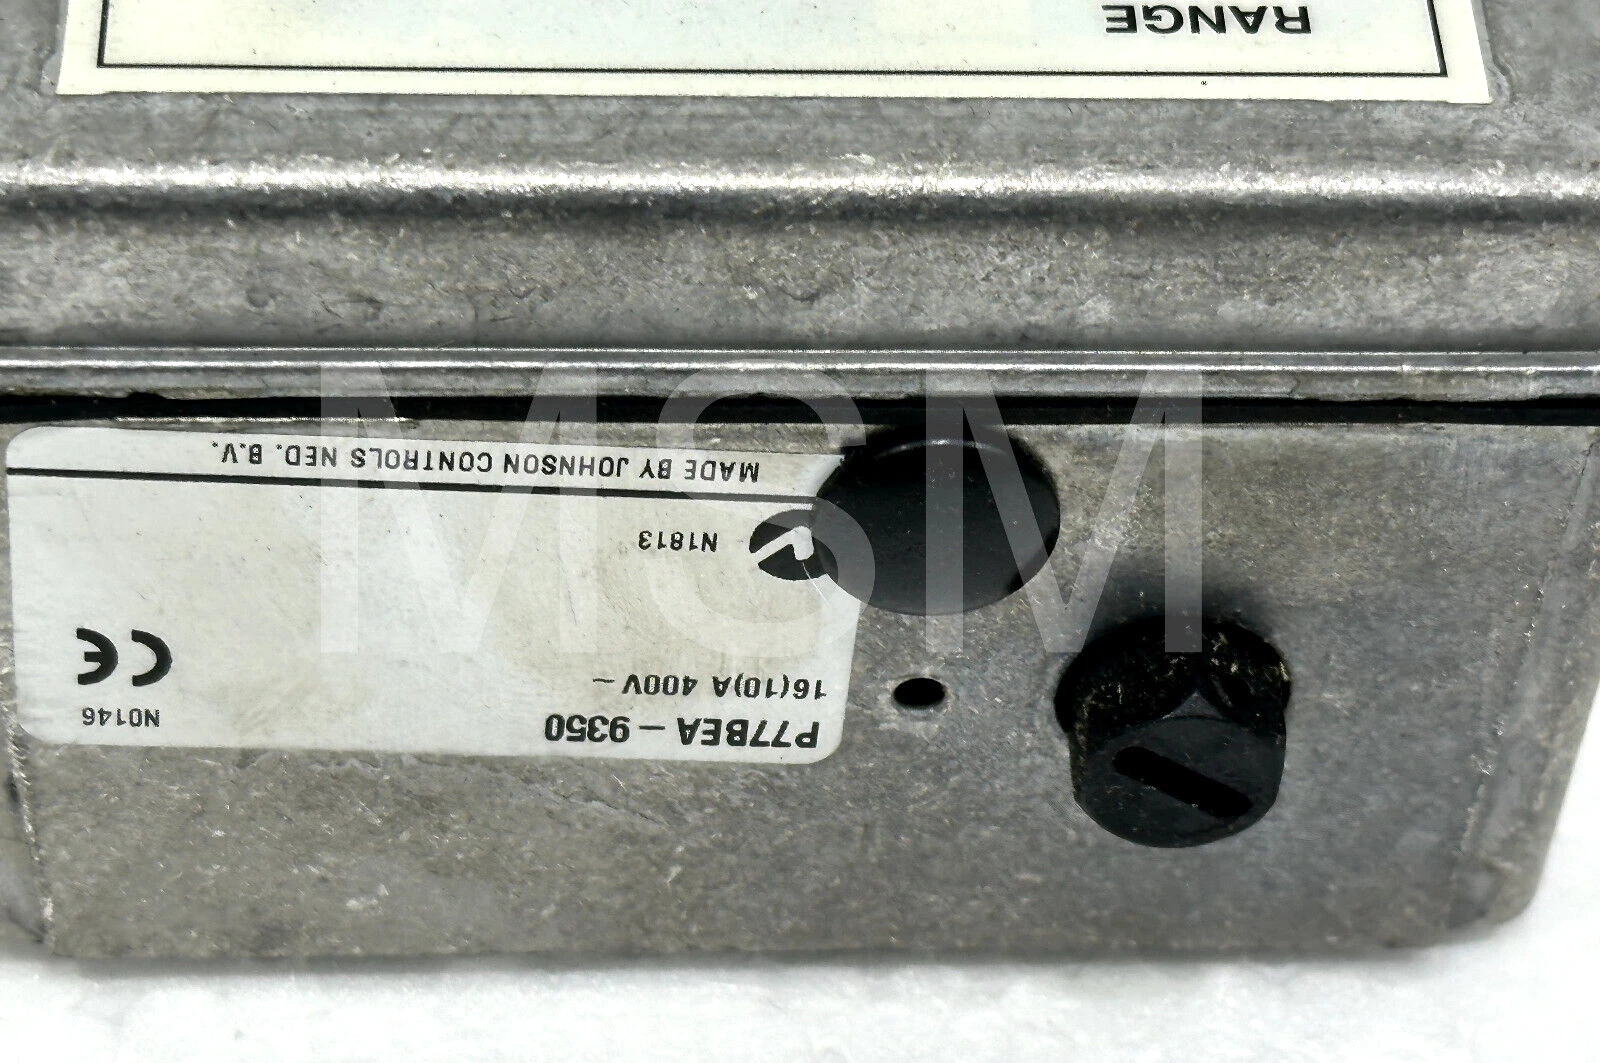 P77BEA – 9350
16(10)A 400V ~
N0146
CE
N1813
MADE BY JOHNSON CONTROLS NED. B.V.
RANGE
MSM